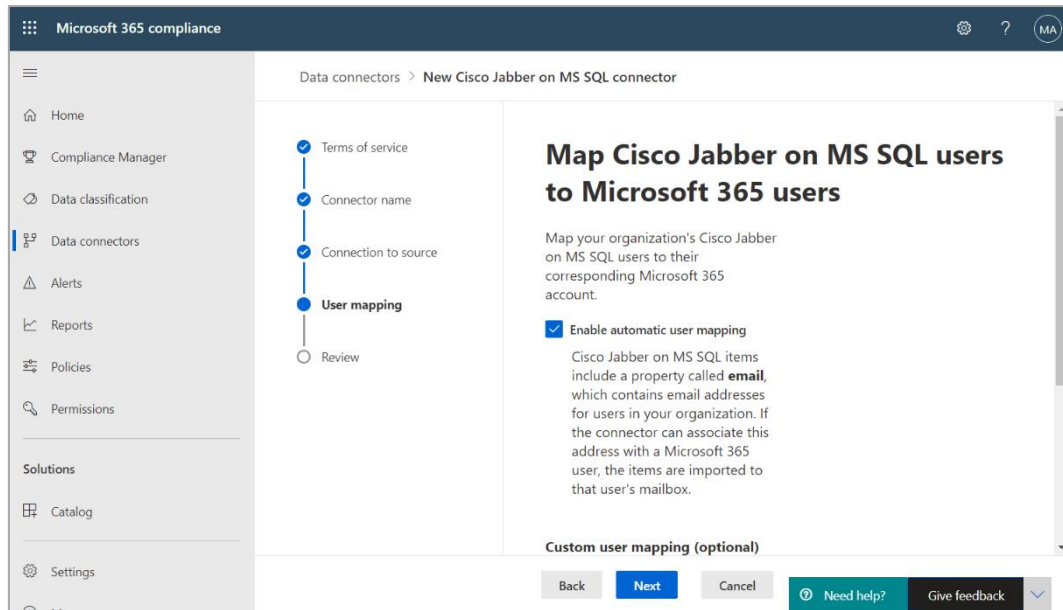 Microsoft 365 compliance
?
MA
Data connectors > New Cisco Jabber on MS SQL connector
Home
Compliance Manager
Data classification
Data connectors
Alerts
Reports
Policies
Permissions
Solutions
Catalog
Settings
Terms of service
Connector name
Connection to source
User mapping
Review
Map Cisco Jabber on MS SQL users
to Microsoft 365 users
Map your organization's Cisco Jabber
on MS SQL users to their
corresponding Microsoft 365
account.
Enable automatic user mapping
Cisco Jabber on MS SQL items
include a property called email,
which contains email addresses
for users in your organization. If
the connector can associate this
address with a Microsoft 365
user, the items are imported to
that user's mailbox.
Custom user mapping (optional)
Back
Next
Cancel
Need help?
Give feedback